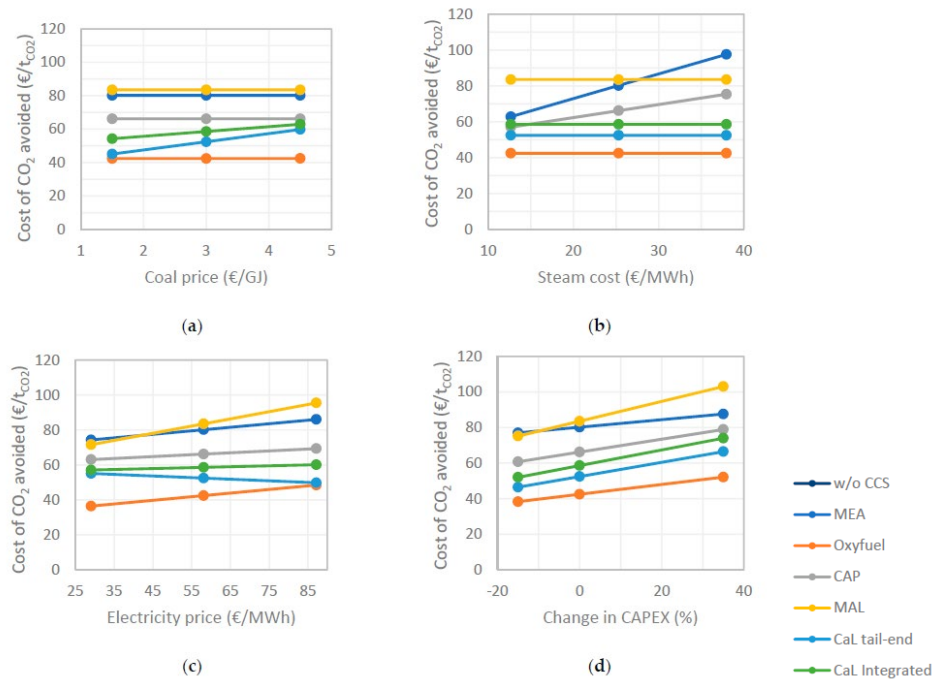 Cost of CO₂ avoided (€/t_CO2)
120
100
80
60
40
20
0
1 2 3 4 5
Coal price (€/GJ)
(a)
Cost of CO₂ avoided (€/t_CO2)
120
100
80
60
40
20
0
10 20 30 40
Steam cost (€/MWh)
(b)
Cost of CO₂ avoided (€/t_CO2)
120
100
80
60
40
20
0
25 35 45 55 65 75 85
Electricity price (€/MWh)
(c)
Cost of CO₂ avoided (€/t_CO2)
120
100
80
60
40
20
0
-20 0 20 40
Change in CAPEX (%)
(d)
w/o CCS
MEA
Oxyfuel
CAP
MAL
CaL tail-end
CaL Integrated